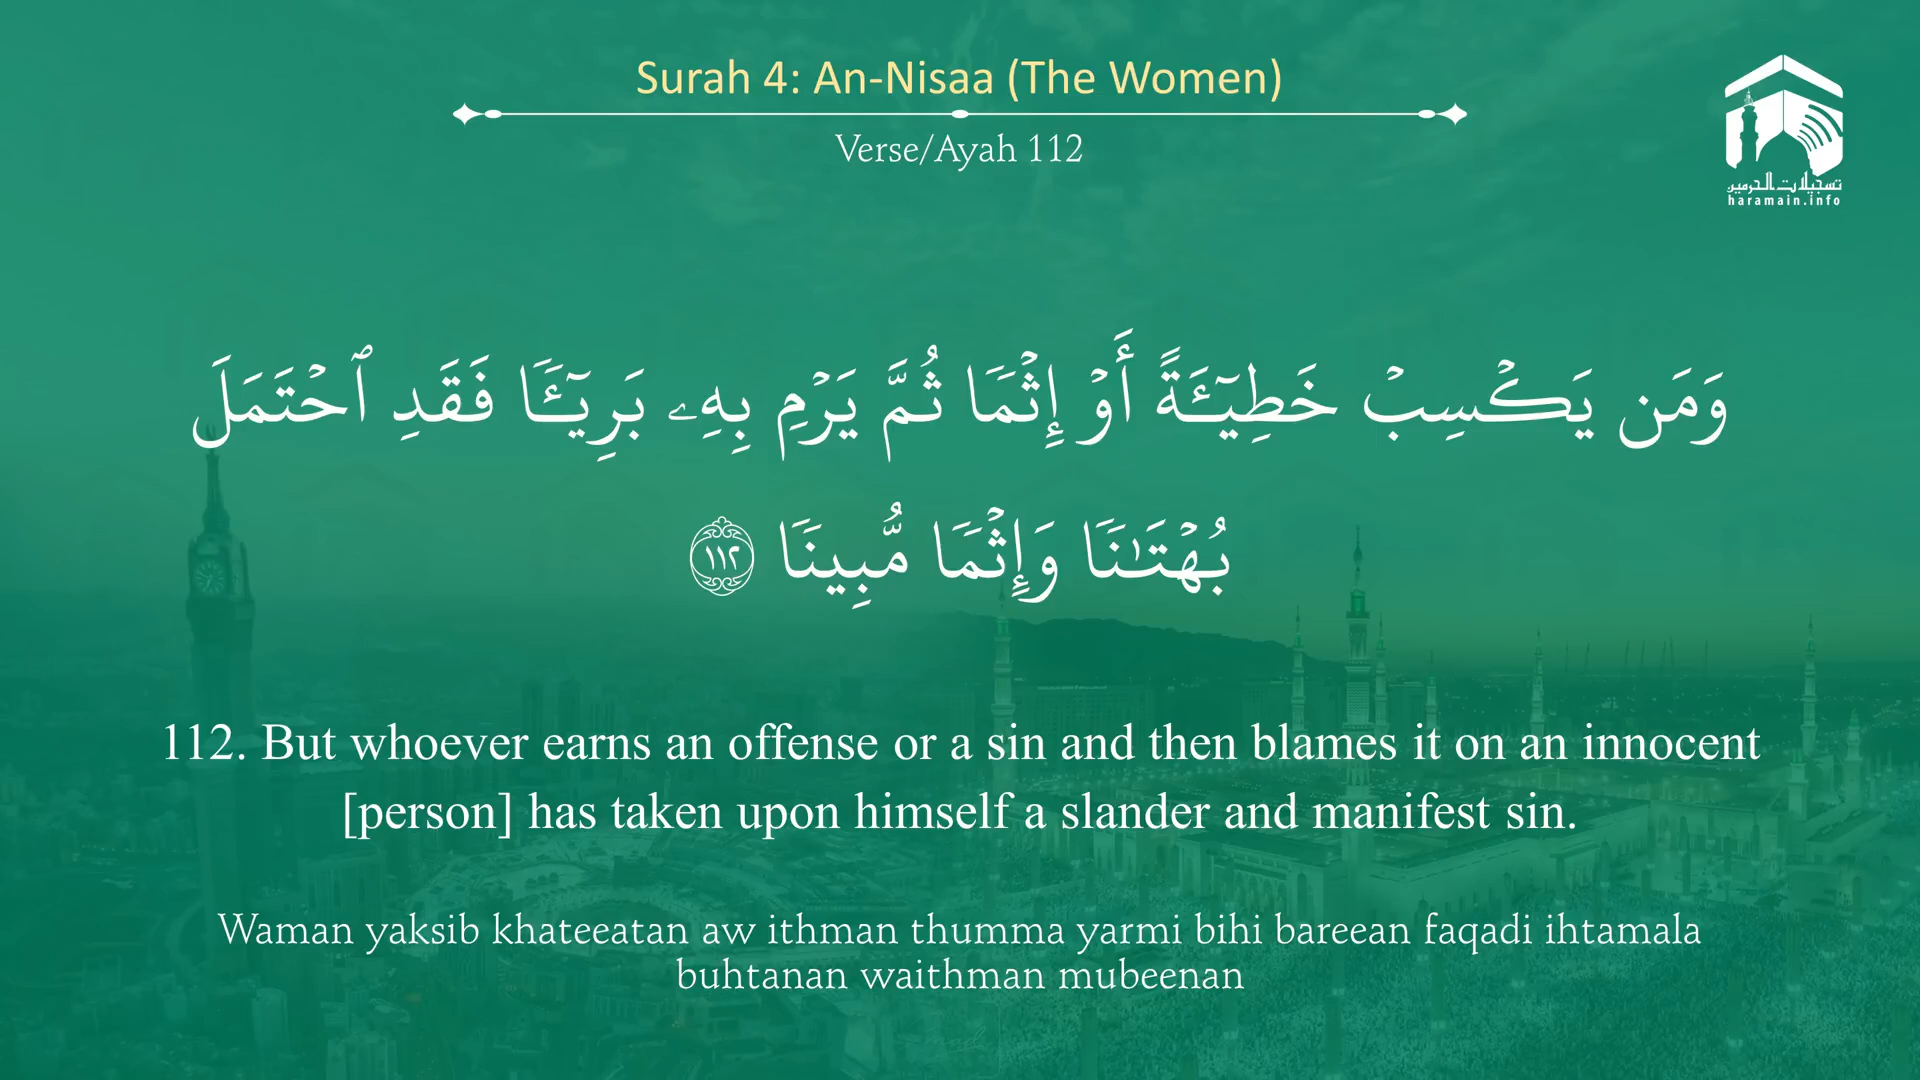 Surah 4: An-Nisaa (The Women)
Verse/Ayah 112
تسجيلات الحرمين
haramain.info
وَمَن يَكْسِبْ خَطِيٓـَٔةً أَوْ إِثْمًا ثُمَّ يَرْمِ بِهِۦ بَرِيٓـًٔا فَقَدِ ٱحْتَمَلَ
بُهْتَـٰنًا وَإِثْمًا مُّبِينًا ١١٢
112. But whoever earns an offense or a sin and then blames it on an innocent
[person] has taken upon himself a slander and manifest sin.
Waman yaksib khateeatan aw ithman thumma yarmi bihi bareean faqadi ihtamala
buhtanan waithman mubeenan